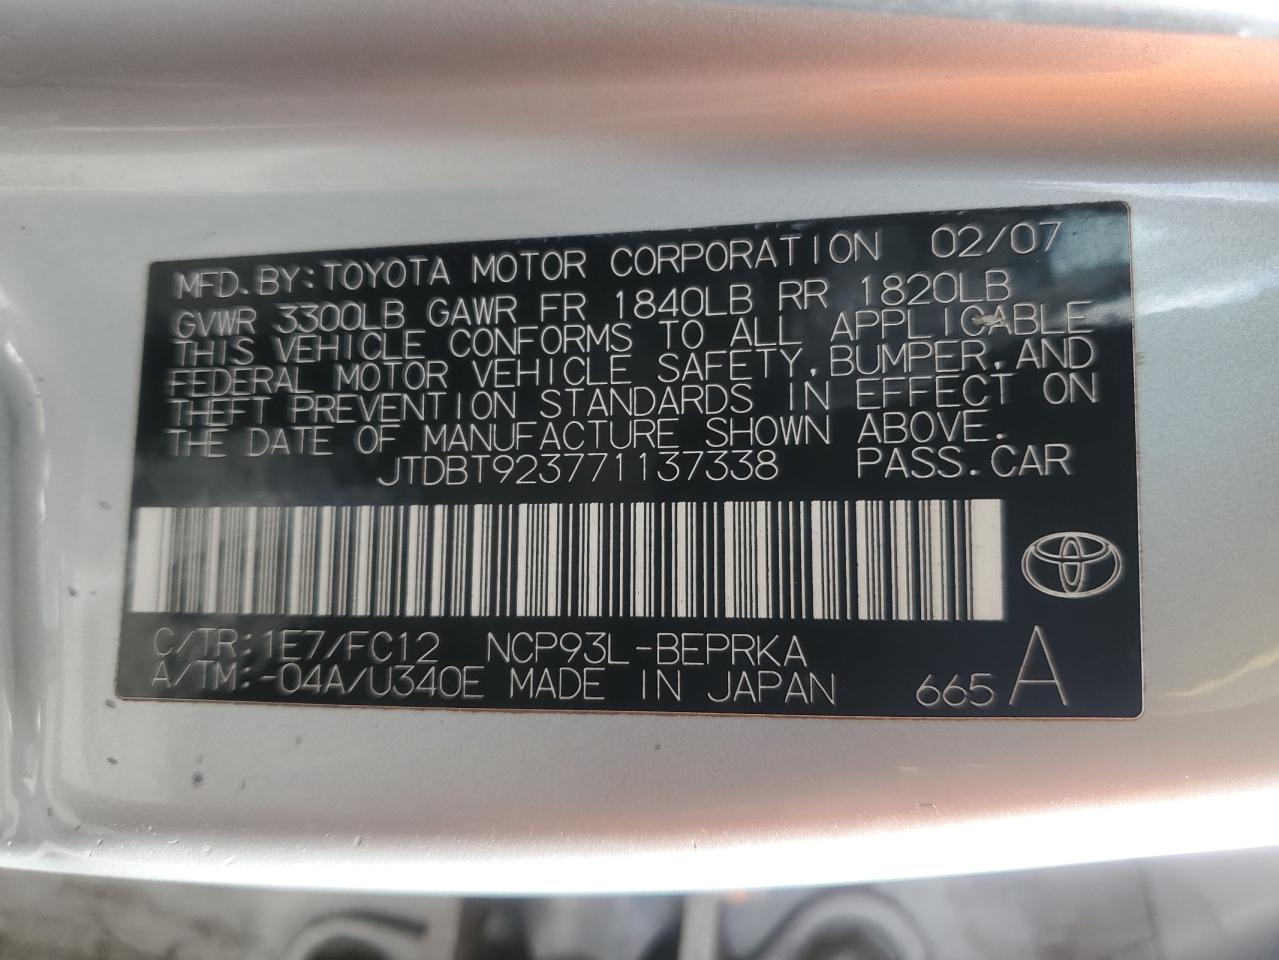 MFD.BY:TOYOTA MOTOR CORPORATION 02/07
GVWR 3300LB GAWR FR 1840LB RR 1820LB
THIS VEHICLE CONFORMS TO ALL APPLICABLE
FEDERAL MOTOR VEHICLE SAFETY,BUMPER,AND
THEFT PREVENTION STANDARDS IN EFFECT ON
THE DATE OF MANUFACTURE SHOWN ABOVE.
JTDBT923771137338 PASS.CAR
C/TR:1E7/FC12 NCP93L-BEPRKA
A/TM:-04A/U340E MADE IN JAPAN 665 A